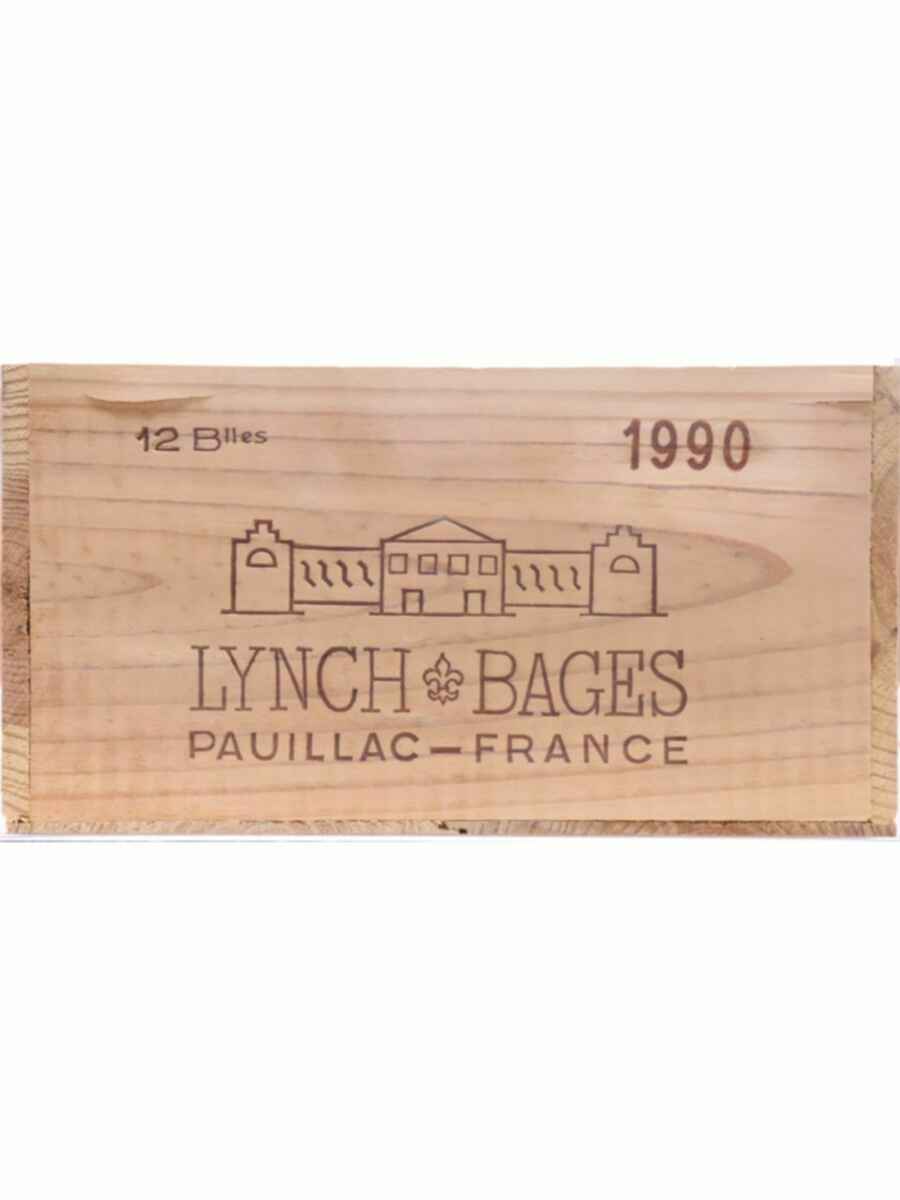 12 Blles 1990
LYNCH ⚜ BAGES
PAUILLAC — FRANCE